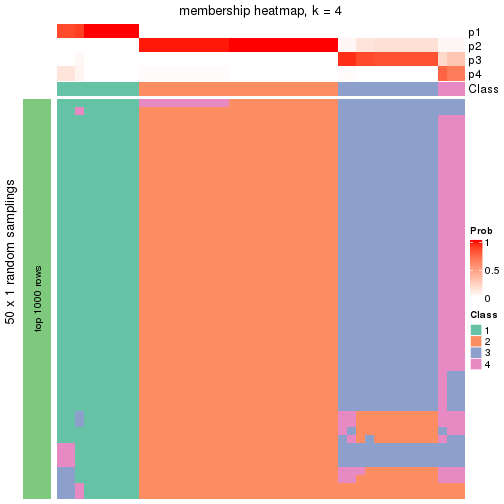 membership heatmap, k = 4
p1
p2
p3
p4
Class
50 x 1 random samplings
top 1000 rows
Prob
1
0.5
0
Class
1
2
3
4